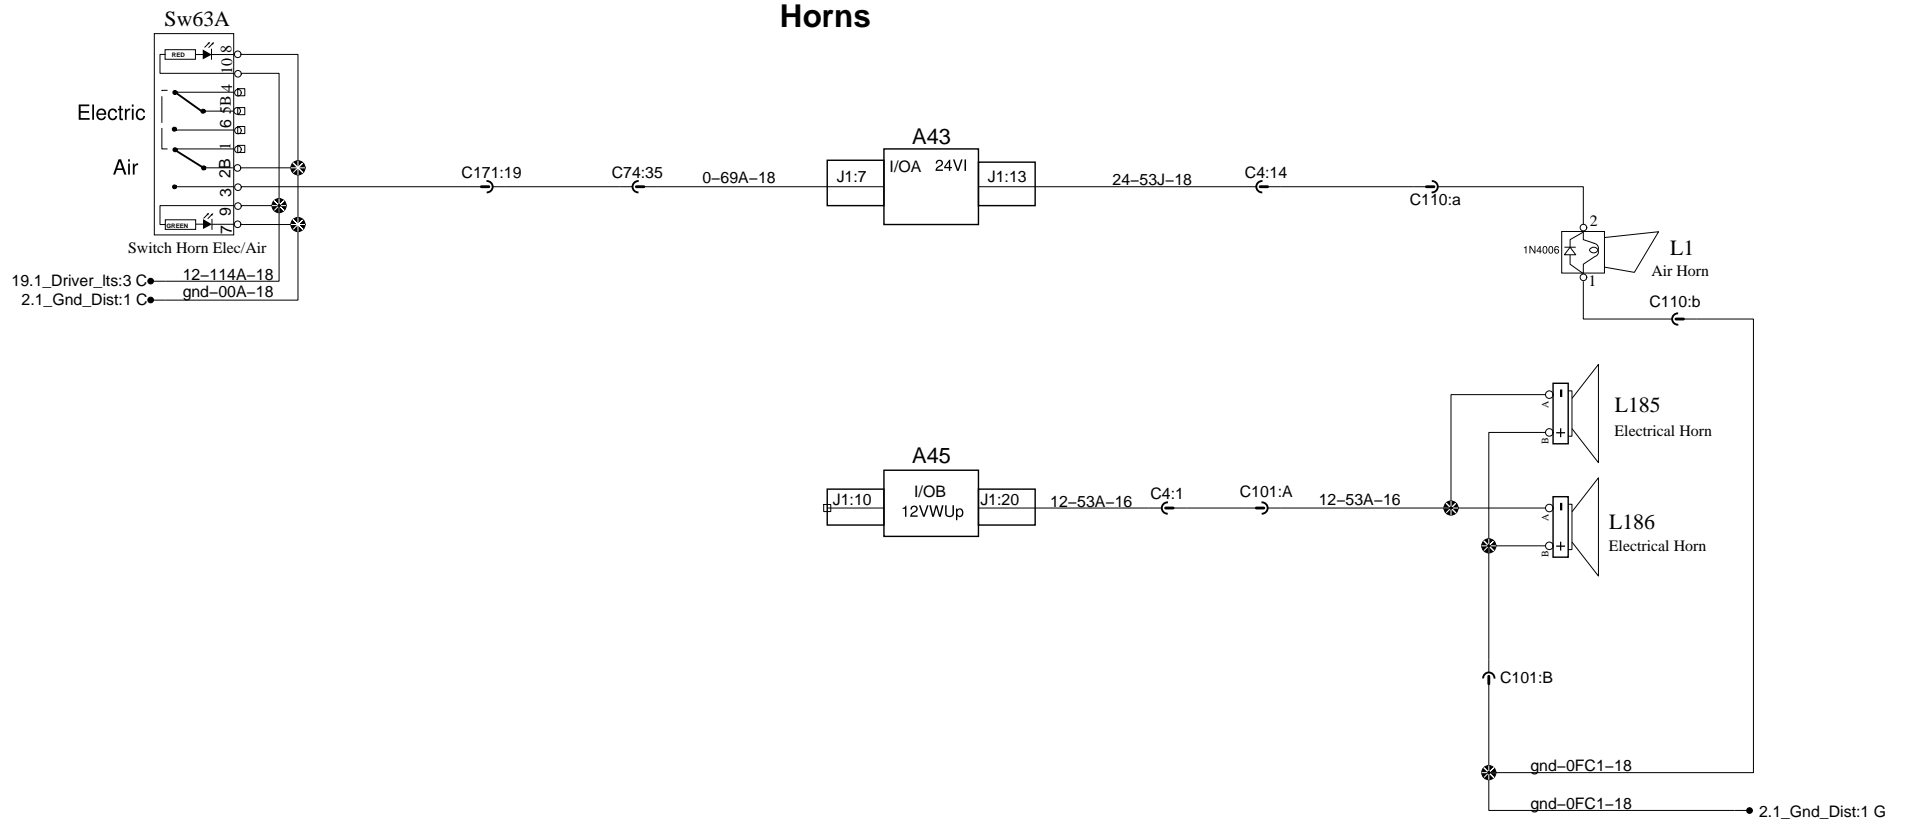 Horns
Sw63A
RED
8
10
4
5B
6
1
2B
3
9
7
GREEN
Electric
Air
Switch Horn Elec/Air
19.1_Driver_lts:3 C
12–114A–18
2.1_Gnd_Dist:1 C
gnd–00A–18
C171:19
C74:35
0–69A–18
A43
J1:7
I/OA 24VI
J1:13
24–53J–18
C4:14
C110:a
2
1N4006
L1
Air Horn
1
C110:b
A
B
L185
Electrical Horn
A45
J1:10
I/OB
12VWUp
J1:20
12–53A–16
C4:1
C101:A
12–53A–16
A
B
L186
Electrical Horn
C101:B
gnd–0FC1–18
gnd–0FC1–18
2.1_Gnd_Dist:1 G